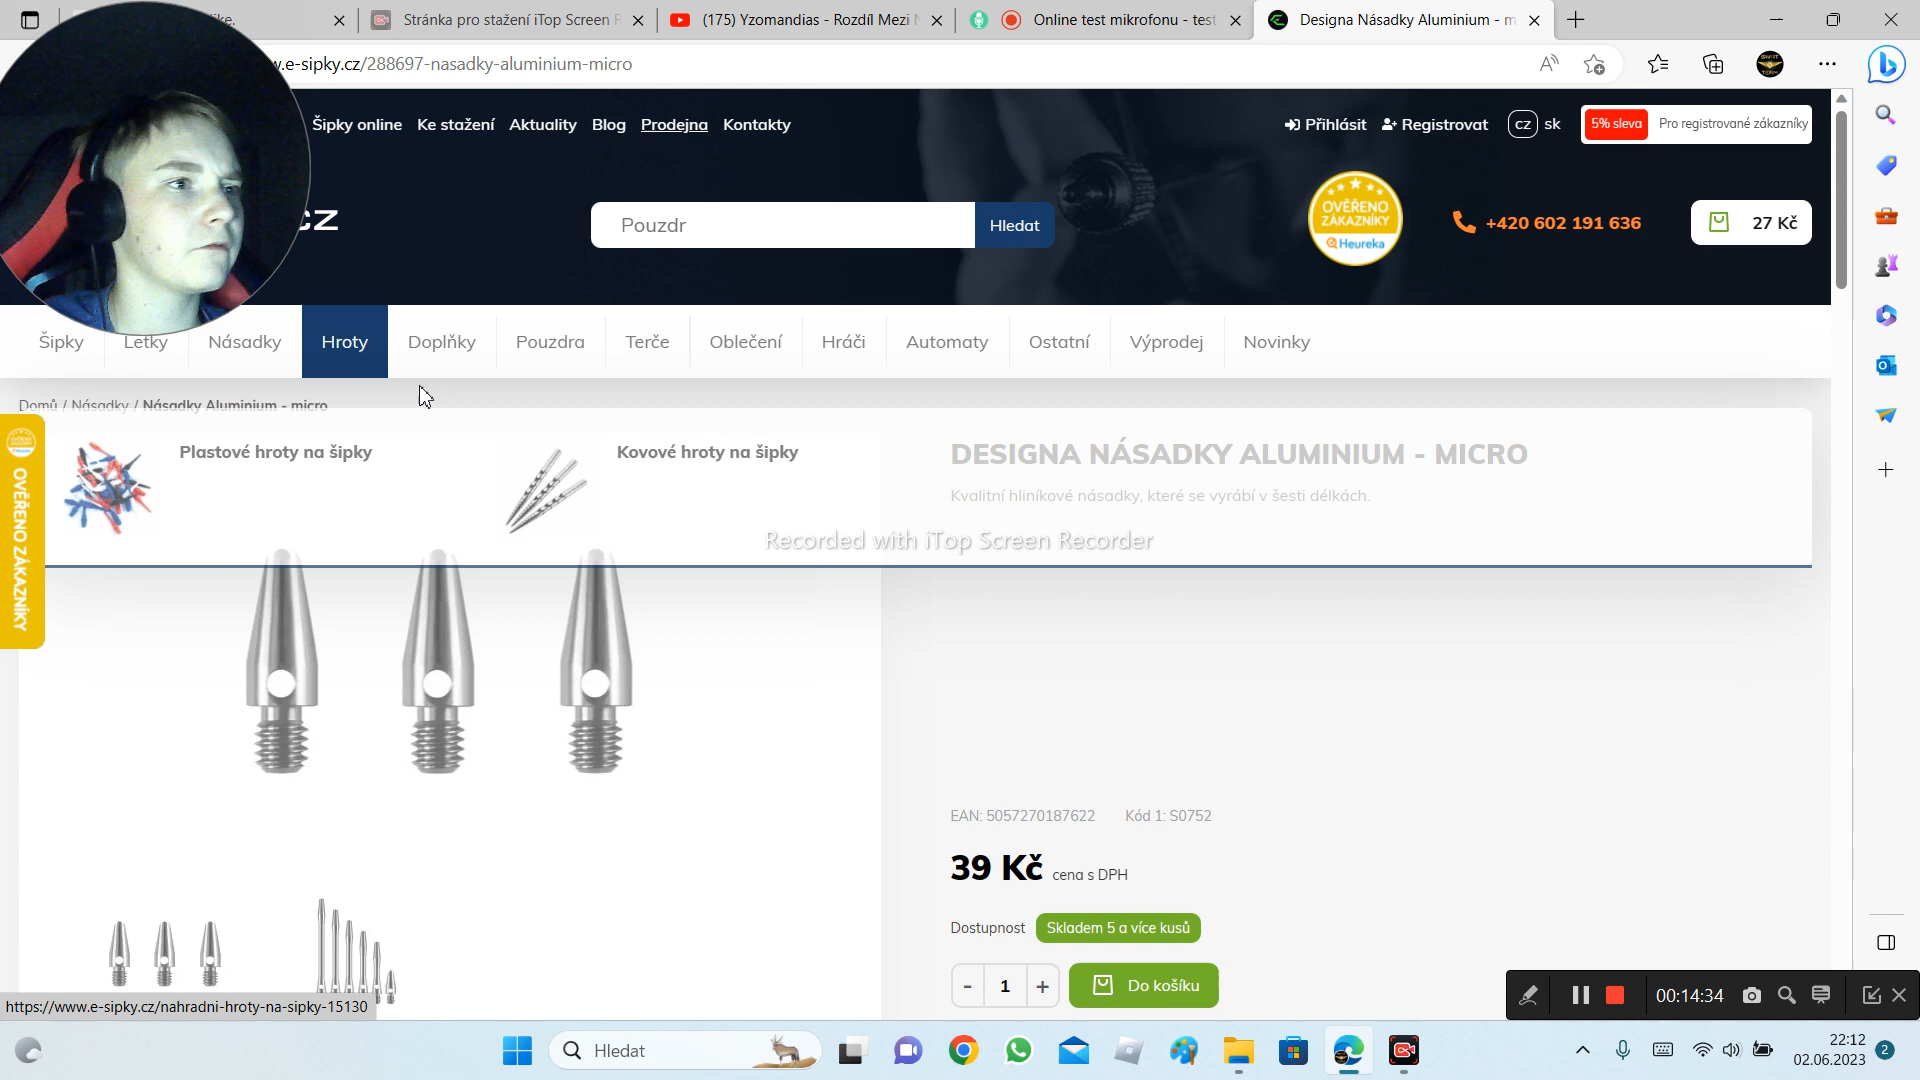 like.
Stránka pro stažení iTop Screen R
(175) Yzomandias - Rozdíl Mezi
Online test mikrofonu - test
Designa Násadky Aluminium - m
w.e-sipky.cz/288697-nasadky-aluminium-micro
Šipky online Ke stažení Aktuality Blog Prodejna Kontakty
Přihlásit Registrovat cz sk
5% sleva Pro registrované zákazníky
cz
Pouzdr
Hledat
OVĚŘENO ZÁKAZNÍKY
Heureka
+420 602 191 636
27 Kč
Šipky Letky Násadky Hroty Doplňky Pouzdra Terče Oblečení Hráči Automaty Ostatní Výprodej Novinky
Domů / Násadky / Násadky Aluminium - micro
OVĚŘENO ZÁKAZNÍKY
Plastové hroty na šipky
Kovové hroty na šipky
DESIGNA NÁSADKY ALUMINIUM - MICRO
Kvalitní hliníkové násadky, které se vyrábí v šesti délkách.
Recorded with iTop Screen Recorder
EAN: 5057270187622 Kód 1: S0752
39 Kč cena s DPH
Dostupnost Skladem 5 a více kusů
- 1 + Do košíku
https://www.e-sipky.cz/nahradni-hroty-na-sipky-15130
00:14:34
Hledat
22:12
02.06.2023
2